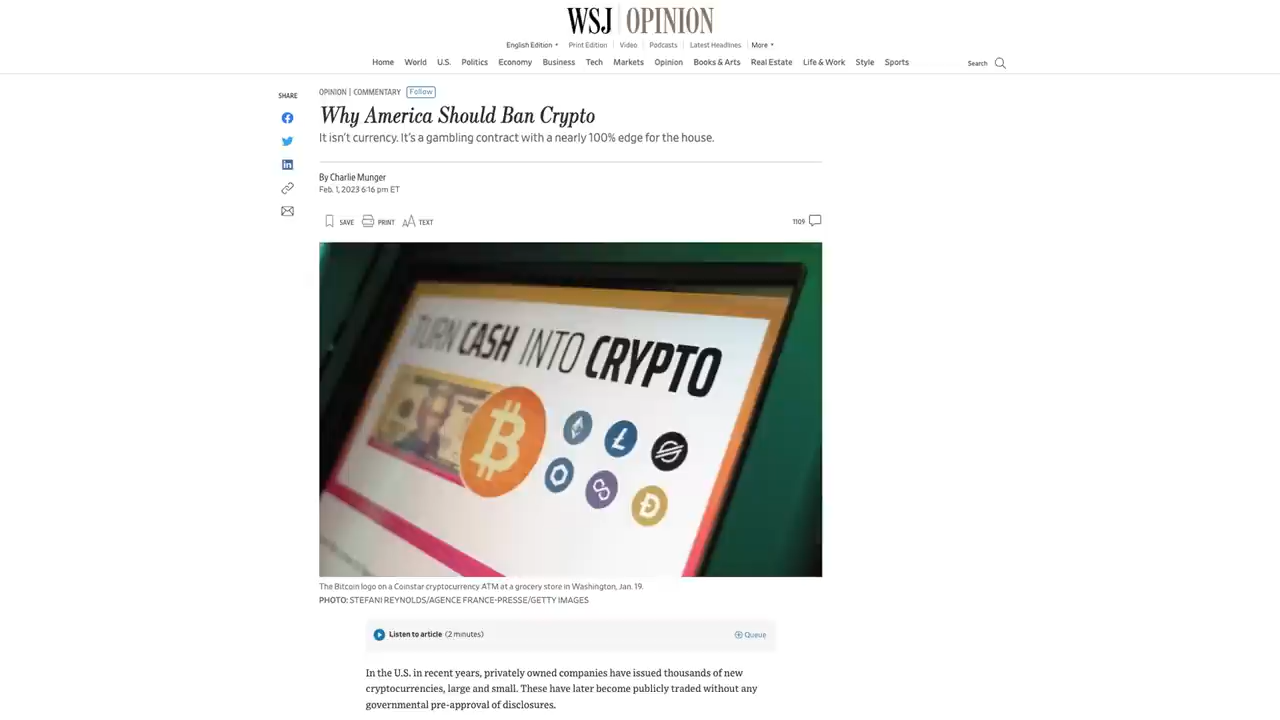 WSJ OPINION
English Edition Print Edition Video Podcasts Latest Headlines More
Home World U.S. Politics Economy Business Tech Markets Opinion Books & Arts Real Estate Life & Work Style Sports Search
SHARE
OPINION | COMMENTARY Follow
Why America Should Ban Crypto
It isn't currency. It's a gambling contract with a nearly 100% edge for the house.
By Charlie Munger
Feb. 1, 2023 6:16 pm ET
SAVE PRINT AA TEXT 1109
TURN CASH INTO CRYPTO
The Bitcoin logo on a Coinstar cryptocurrency ATM at a grocery store in Washington, Jan. 19.
PHOTO: STEFANI REYNOLDS/AGENCE FRANCE-PRESSE/GETTY IMAGES
Listen to article (2 minutes) Queue
In the U.S. in recent years, privately owned companies have issued thousands of new
cryptocurrencies, large and small. These have later become publicly traded without any
governmental pre-approval of disclosures.